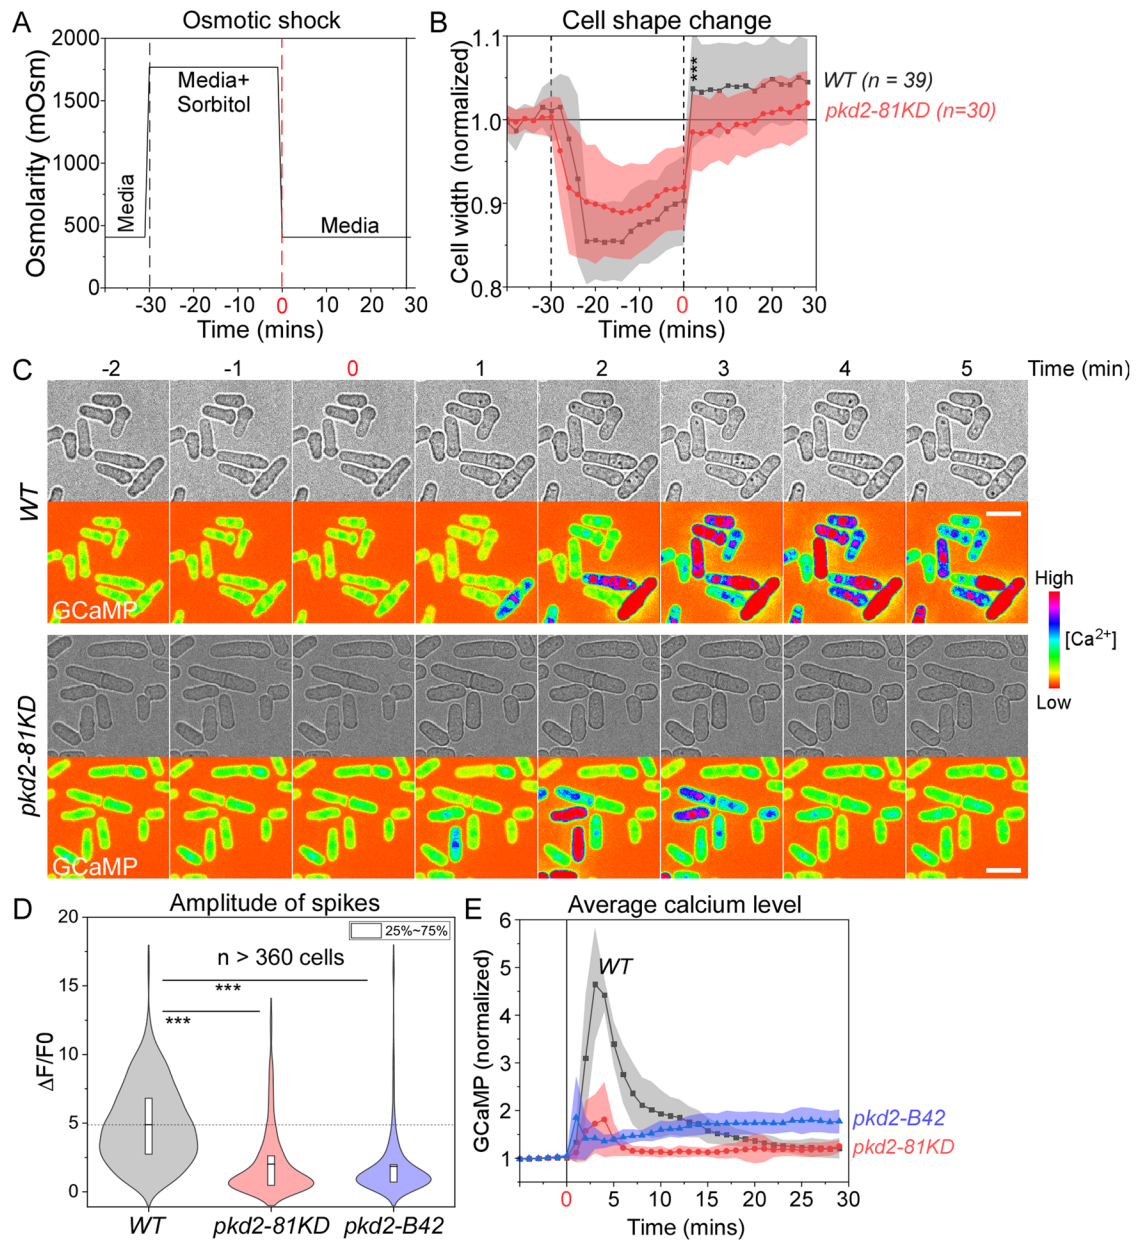 A
Osmotic shock
2000
1500
1000
500
0
Osmolarity (mOsm)
Media
Media+
Sorbitol
Media
-30
-20
-10
0
10
20
30
Time (mins)
B
Cell shape change
1.1
1.0
0.9
0.8
Cell width (normalized)
***
WT (n = 39)
pkd2-81KD (n=30)
-30
-20
-10
0
10
20
30
Time (mins)
C
-2
-1
0
1
2
3
4
5
Time (min)
WT
GCaMP
pkd2-81KD
GCaMP
High
[Ca2+]
Low
D
Amplitude of spikes
20
15
10
5
0
ΔF/F0
25%~75%
n > 360 cells
***
***
WT
pkd2-81KD
pkd2-B42
E
Average calcium level
6
5
4
3
2
1
GCaMP (normalized)
WT
pkd2-B42
pkd2-81KD
0
5
10
15
20
25
30
Time (mins)